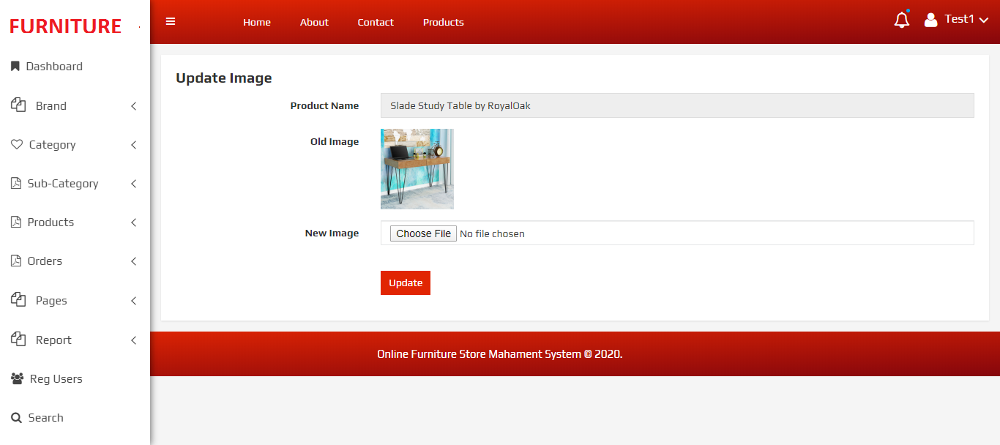 FURNITURE
Home About Contact Products
Test1
Dashboard
Brand
Category
Sub-Category
Products
Orders
Pages
Report
Reg Users
Search
Update Image
Product Name Slade Study Table by RoyalOak
Old Image
New Image Choose File No file chosen
Update
Online Furniture Store Mahament System © 2020.